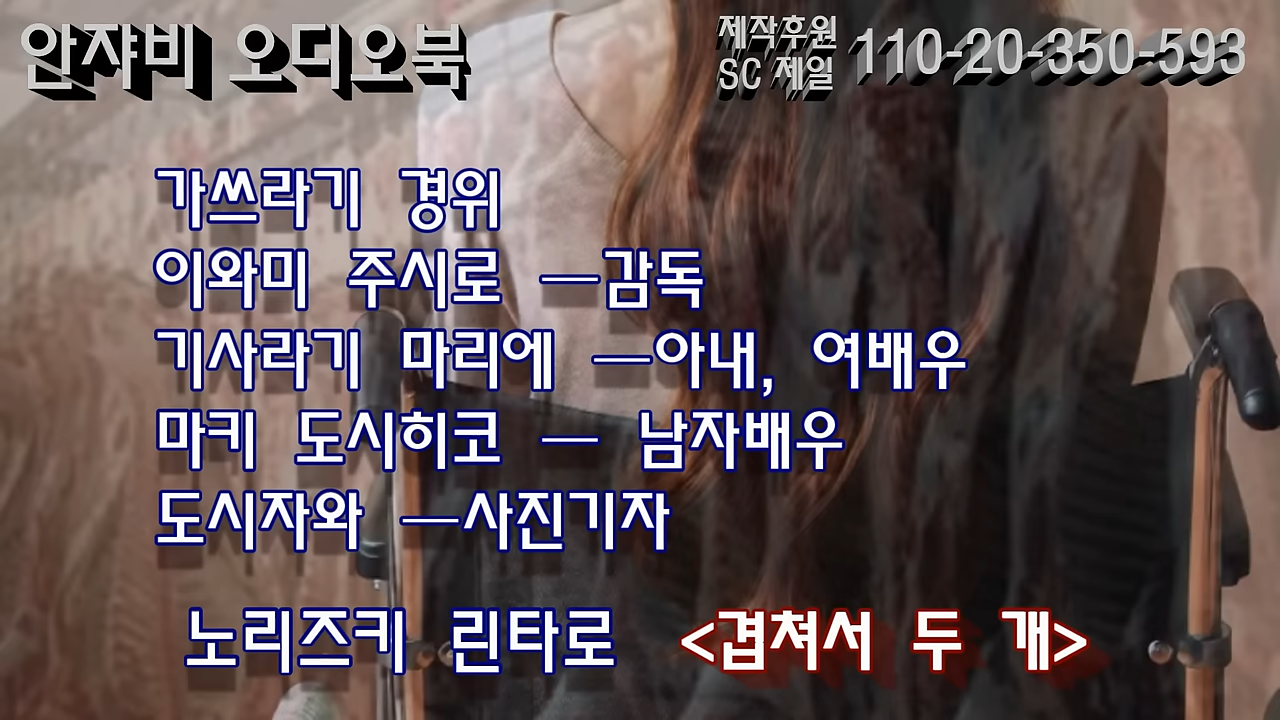 안쟈비 오디오북
제작후원
SC 제일
110-20-350-593
가쓰라기 경위
이와미 주시로 —감독
기사라기 마리에 —아내, 여배우
마키 도시히코 — 남자배우
도시자와 —사진기자
노리즈키 린타로 <겹쳐서 두 개>